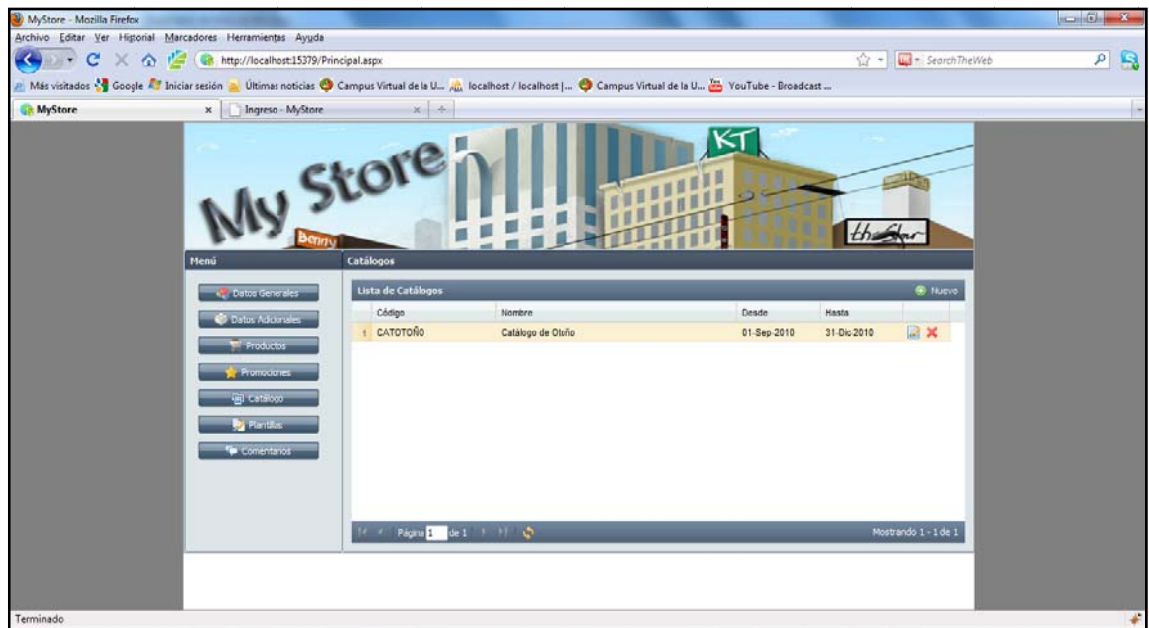 MyStore - Mozilla Firefox
Archivo Editar Ver Historial Marcadores Herramientas Ayuda
http://localhost:15379/Principal.aspx
SearchTheWeb
Más visitados Google Iniciar sesión Últimas noticias Campus Virtual de la U... localhost / localhost |... Campus Virtual de la U... YouTube - Broadcast ...
MyStore
Ingreso - MyStore
My Store
Benny
KT
the Star
Menú
Catálogos
Datos Generales
Datos Adicionales
Productos
Promociones
Catálogo
Plantillas
Comentarios
Lista de Catálogos
Nuevo
Código Nombre Desde Hasta
1 CATOTOÑO Catálogo de Otoño 01-Sep-2010 31-Dic-2010
Página 1 de 1
Mostrando 1 - 1 de 1
Terminado